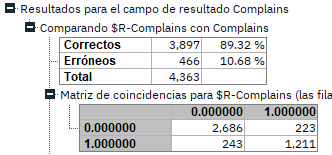 Resultados para el campo de resultado Complains
Comparando $R-Complains con Complains
Correctos 3,897 89.32 %
Erróneos 466 10.68 %
Total 4,363
Matriz de coincidencias para $R-Complains (las fila
0.000000 1.000000
0.000000 2,686 223
1.000000 243 1,211